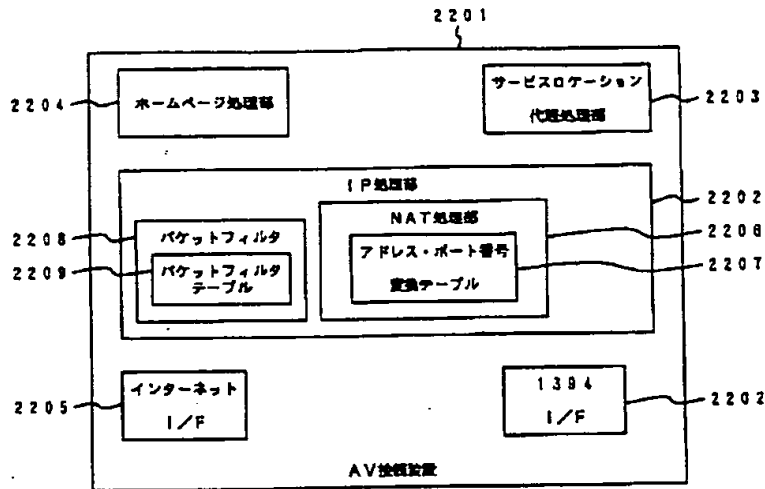 2201
2204
ホームページ処理部
サービスロケーション
代理処理部
2203
IP処理部
2202
NAT処理部
2206
2208
パケットフィルタ
アドレス・ポート番号
2209
パケットフィルタ
テーブル
変換テーブル
2207
インターネット
I/F
2205
1394
I/F
2202
AV接続装置